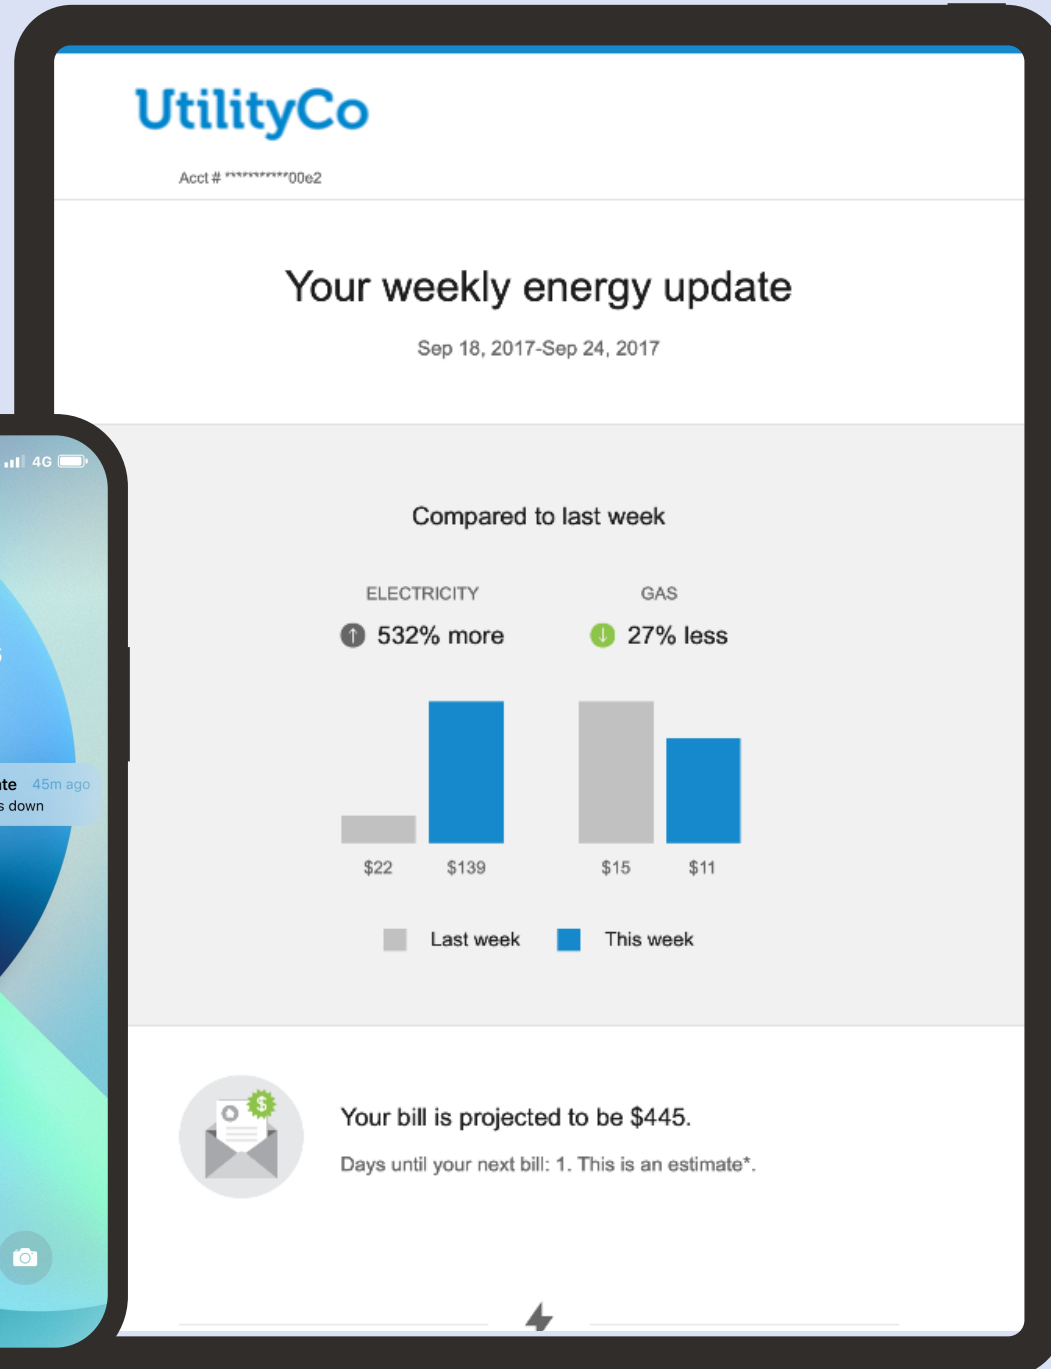 UtilityCo
Acct # ***********00e2
Your weekly energy update
Sep 18, 2017-Sep 24, 2017
4G
Compared to last week
ELECTRICITY GAS
532% more 27% less
45m ago
s down
$22 $139 $15 $11
Last week This week
Your bill is projected to be $445.
Days until your next bill: 1. This is an estimate*.